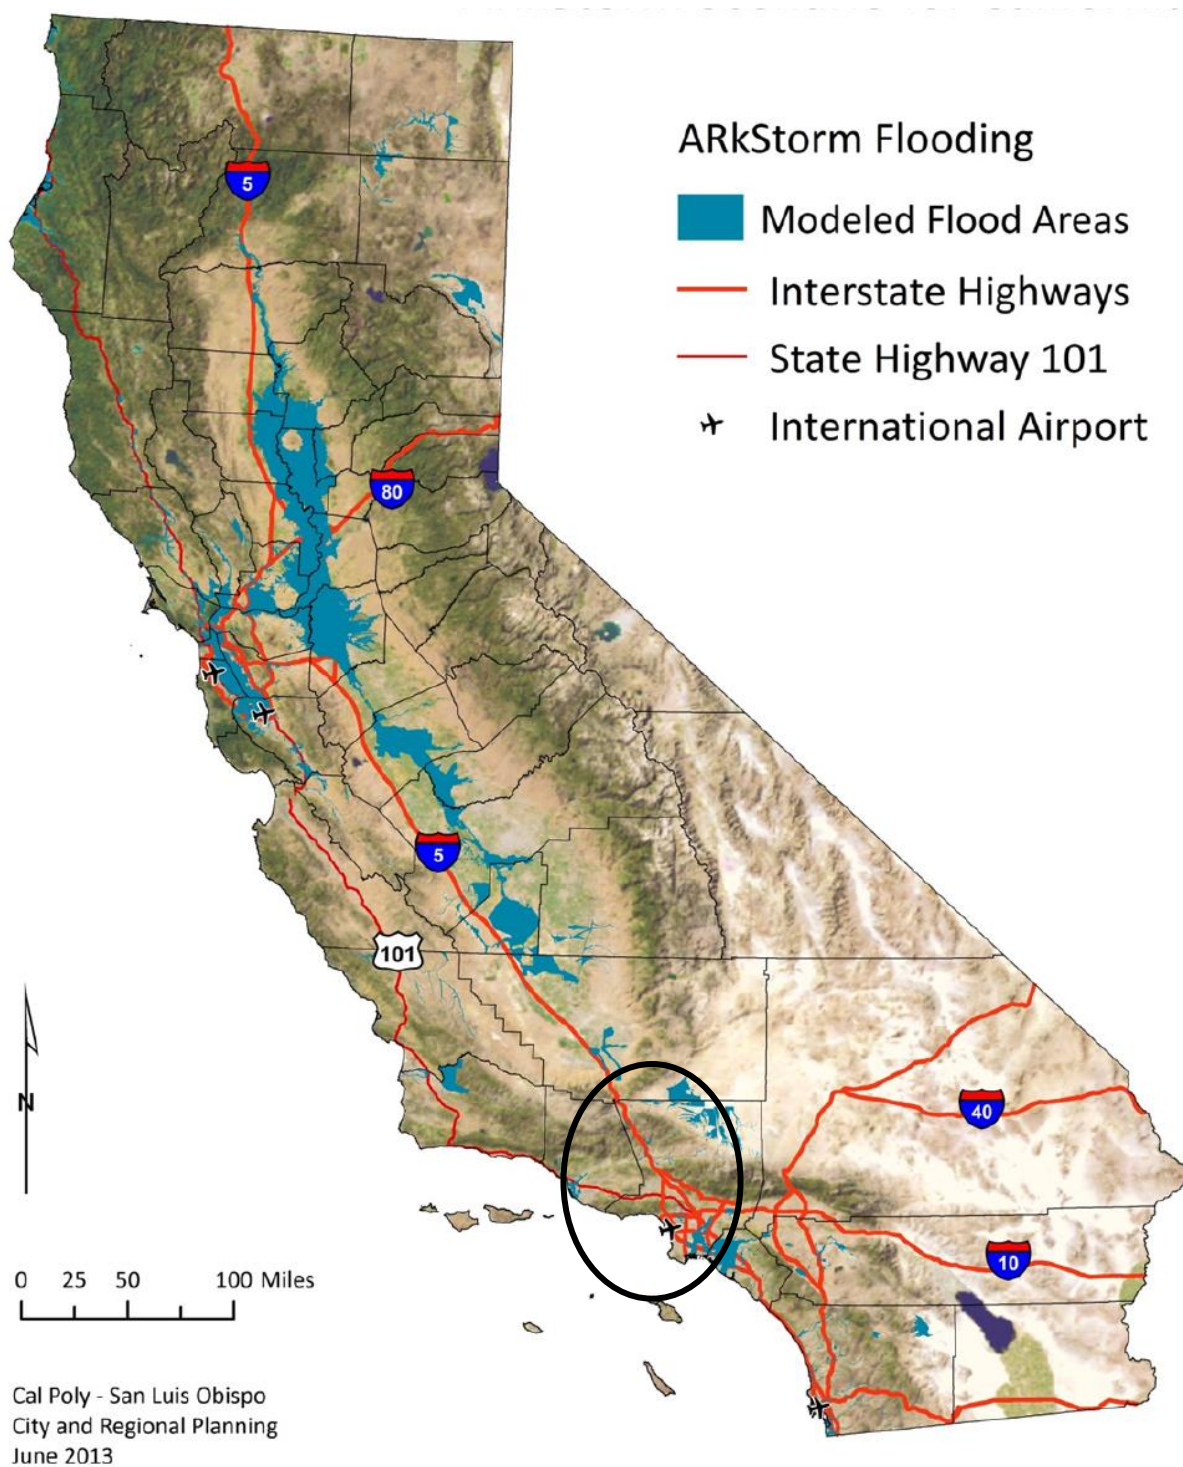 ARkStorm Flooding
Modeled Flood Areas
Interstate Highways
State Highway 101
International Airport
5
80
5
101
N
40
10
0 25 50 100 Miles
Cal Poly - San Luis Obispo
City and Regional Planning
June 2013